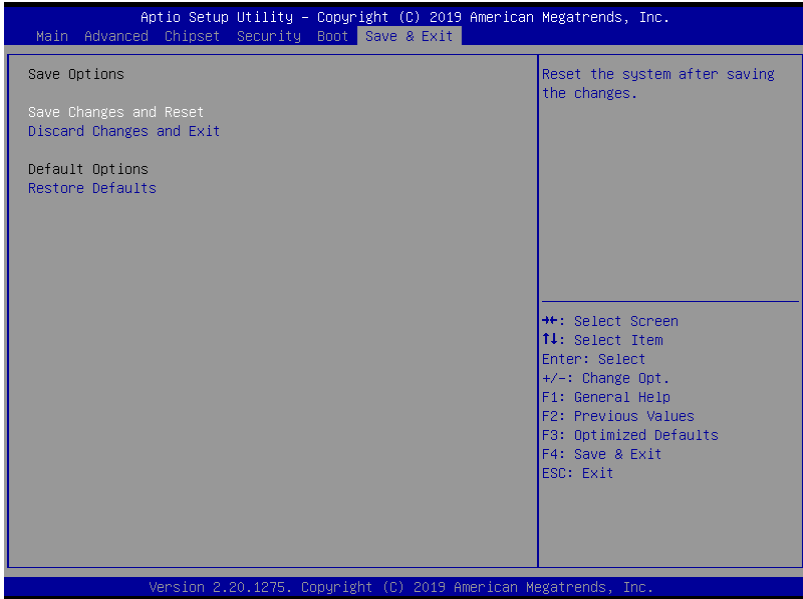 Aptio Setup Utility – Copyright (C) 2019 American Megatrends, Inc.
Main Advanced Chipset Security Boot Save & Exit
Save Options
Save Changes and Reset
Discard Changes and Exit
Default Options
Restore Defaults
Reset the system after saving
the changes.
→←: Select Screen
↑↓: Select Item
Enter: Select
+/-: Change Opt.
F1: General Help
F2: Previous Values
F3: Optimized Defaults
F4: Save & Exit
ESC: Exit
Version 2.20.1275. Copyright (C) 2019 American Megatrends, Inc.